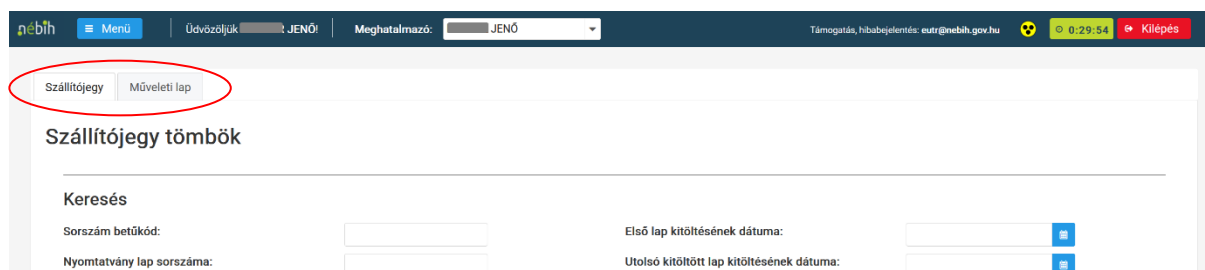 nébih Menü Üdvözöljük JENŐ! Meghatalmazó: JENŐ Támogatás, hibabejelentés: eutr@nebih.gov.hu 0:29:54 Kilépés
Szállítójegy Műveleti lap
Szállítójegy tömbök
Keresés
Sorszám betűkód: Első lap kitöltésének dátuma:
Nyomtatvány lap sorszáma: Utolsó kitöltött lap kitöltésének dátuma: